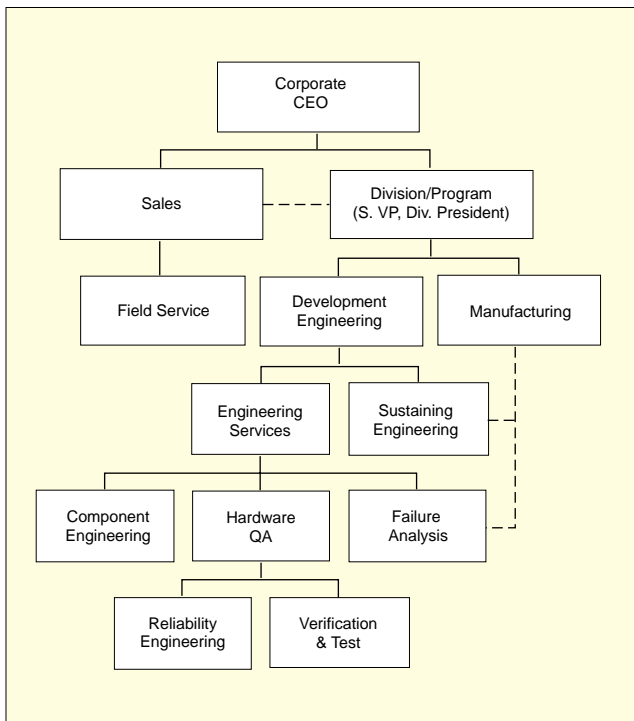 Corporate
CEO
Sales
Division/Program
(S. VP, Div. President)
Field Service
Development
Engineering
Manufacturing
Engineering
Services
Sustaining
Engineering
Component
Engineering
Hardware
QA
Failure
Analysis
Reliability
Engineering
Verification
& Test